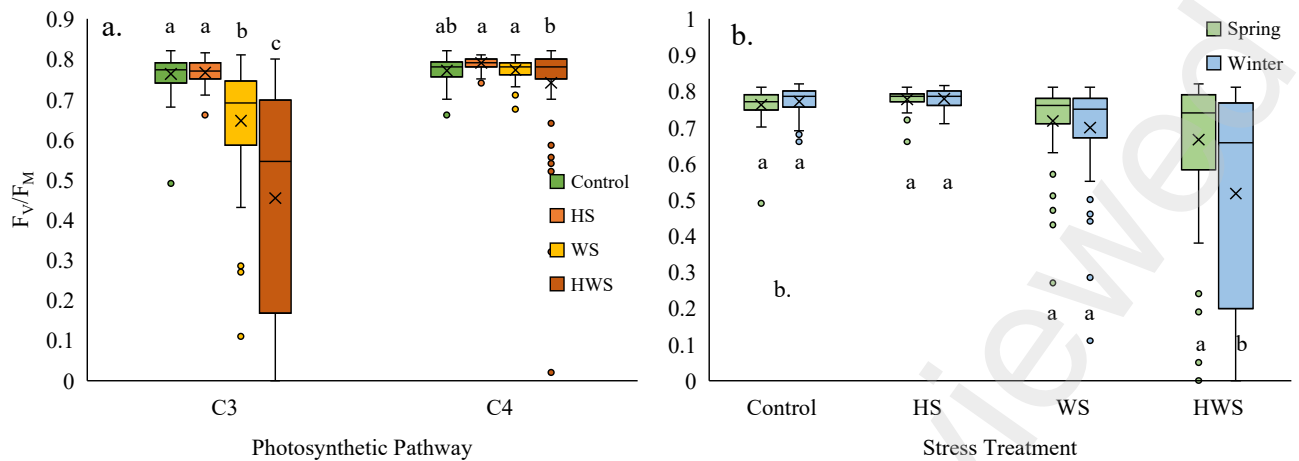 a.
0.9
0.8
0.7
0.6
0.5
0.4
0.3
0.2
0.1
0
FV/FM
a a b c ab a a b
Control
HS
WS
HWS
C3 C4
Photosynthetic Pathway
b.
1
0.9
0.8
0.7
0.6
0.5
0.4
0.3
0.2
0.1
0
Spring
Winter
a a a a a a a b
b.
Control HS WS HWS
Stress Treatment
viewed